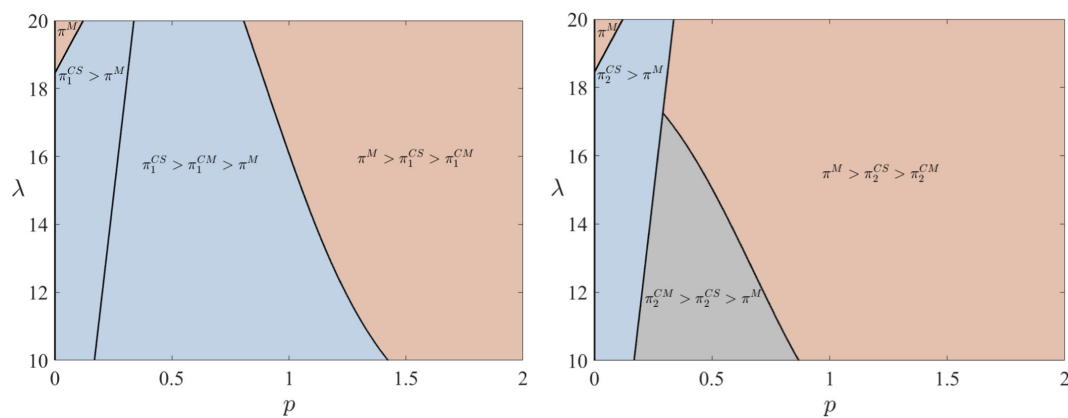 20
18
16
14
12
10
λ
0
0.5
1
1.5
2
p
π^M
π_1^{CS} > π^M
π_1^{CS} > π_1^{CM} > π^M
π^M > π_1^{CS} > π_1^{CM}
20
18
16
14
12
10
λ
0
0.5
1
1.5
2
p
π^M
π_2^{CS} > π^M
π^M > π_2^{CS} > π_2^{CM}
π_2^{CM} > π_2^{CS} > π^M